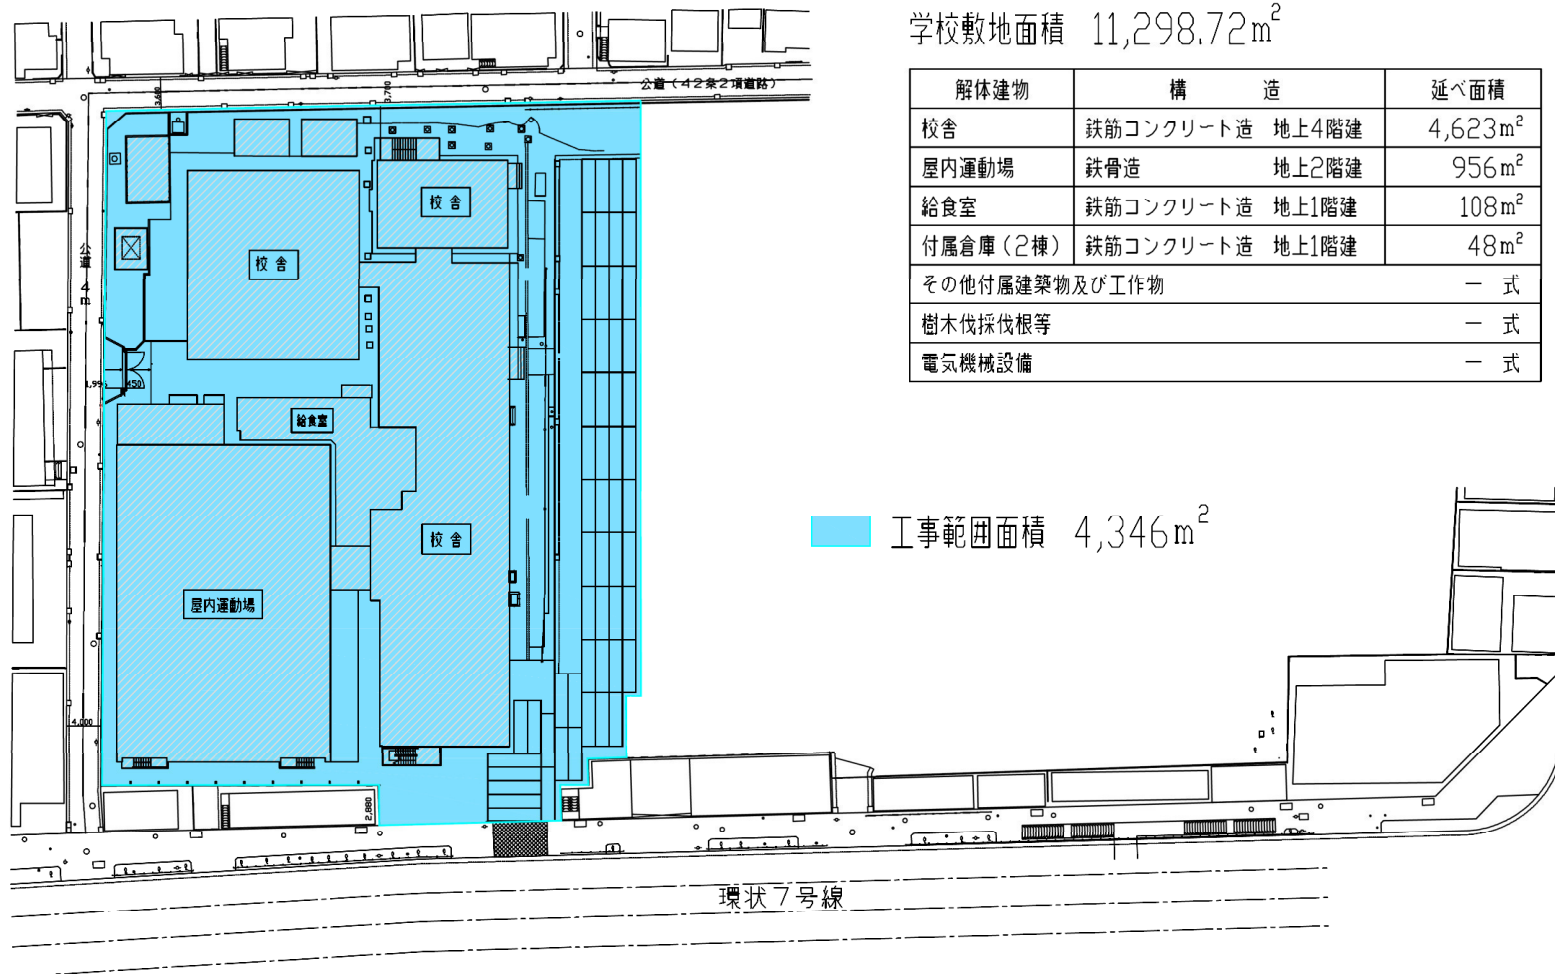 学校敷地面積 11,298.72m²
解体建物 構 造 延べ面積
校舎 鉄筋コンクリート造 地上4階建 4,623m²
屋内運動場 鉄骨造 地上2階建 956m²
給食室 鉄筋コンクリート造 地上1階建 108m²
付属倉庫（2棟） 鉄筋コンクリート造 地上1階建 48m²
その他付属建築物及び工作物 一 式
樹木伐採伐根等 一 式
電気機械設備 一 式
公道（42条2項道路）
3,680
3,700
校舎
公道 4m
校舎
450
給食室
校舎
工事範囲面積 4,346m²
屋内運動場
4,000
2,880
環状7号線